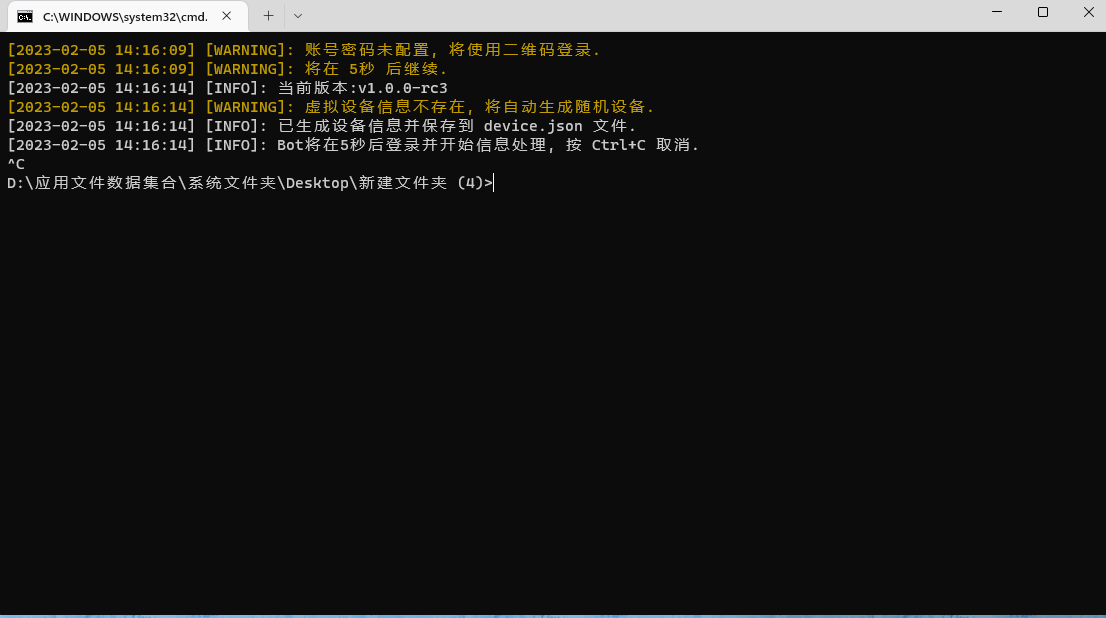 C:\WINDOWS\system32\cmd.
[2023-02-05 14:16:09] [WARNING]: 账号密码未配置, 将使用二维码登录.
[2023-02-05 14:16:09] [WARNING]: 将在 5秒 后继续.
[2023-02-05 14:16:14] [INFO]: 当前版本:v1.0.0-rc3
[2023-02-05 14:16:14] [WARNING]: 虚拟设备信息不存在, 将自动生成随机设备.
[2023-02-05 14:16:14] [INFO]: 已生成设备信息并保存到 device.json 文件.
[2023-02-05 14:16:14] [INFO]: Bot将在5秒后登录并开始信息处理, 按 Ctrl+C 取消.
^C
D:\应用文件数据集合\系统文件夹\Desktop\新建文件夹 (4)>